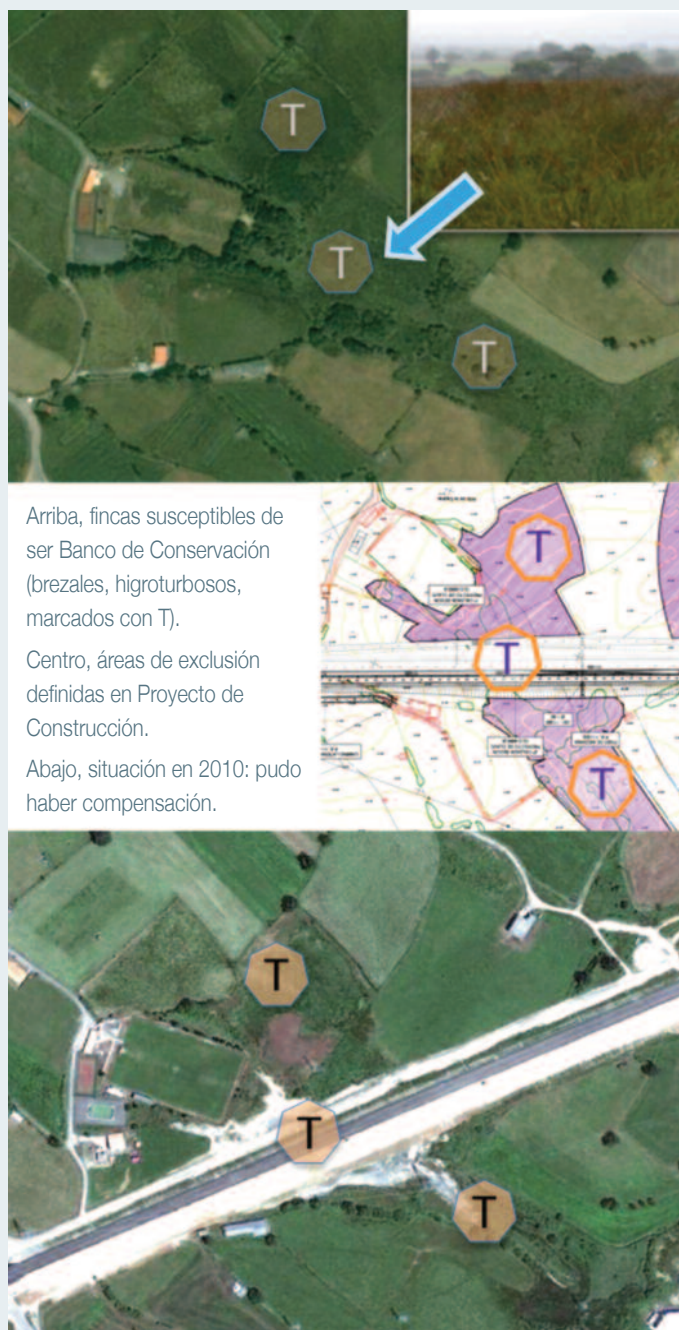 T
T
T
Arriba, fincas susceptibles de
ser Banco de Conservación
(brezales, higroturbosos,
marcados con T).
Centro, áreas de exclusión
definidas en Proyecto de
Construcción.
Abajo, situación en 2010: pudo
haber compensación.
T
T
T
T
T
T